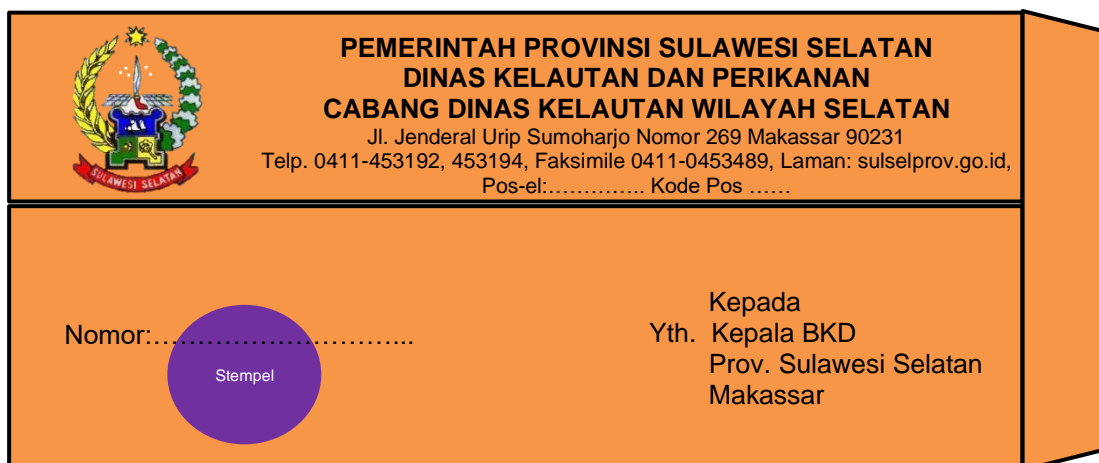 PEMERINTAH PROVINSI SULAWESI SELATAN
DINAS KELAUTAN DAN PERIKANAN
CABANG DINAS KELAUTAN WILAYAH SELATAN
Jl. Jenderal Urip Sumoharjo Nomor 269 Makassar 90231
Telp. 0411-453192, 453194, Faksimile 0411-0453489, Laman: sulselprov.go.id,
Pos-el:………….. Kode Pos ……
SULAWESI SELATAN
Nomor:………………………...
Stempel
Kepada
Yth. Kepala BKD
Prov. Sulawesi Selatan
Makassar